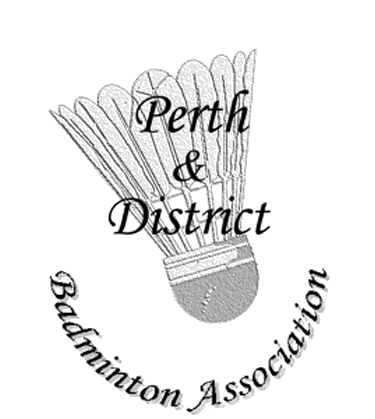 Perth
&
District
Badminton Association